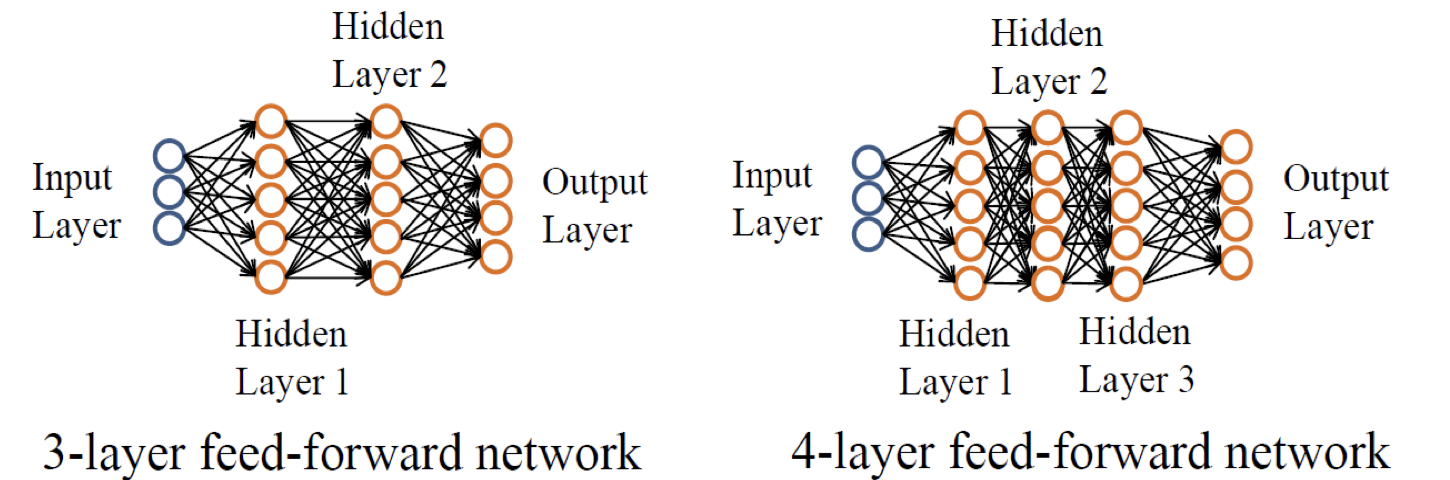 Hidden
Layer 2
Input
Layer
Output
Layer
Hidden
Layer 1
3-layer feed-forward network
Hidden
Layer 2
Input
Layer
Output
Layer
Hidden
Layer 1
Hidden
Layer 3
4-layer feed-forward network